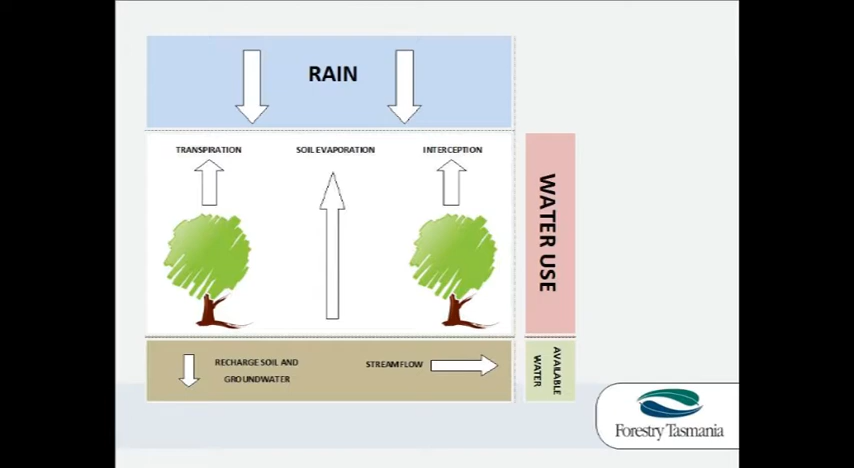 RAIN
TRANSPIRATION
SOIL EVAPORATION
INTERCEPTION
WATER USE
RECHARGE SOIL AND
GROUNDWATER
STREAMFLOW
AVAILABLE
WATER
Forestry Tasmania